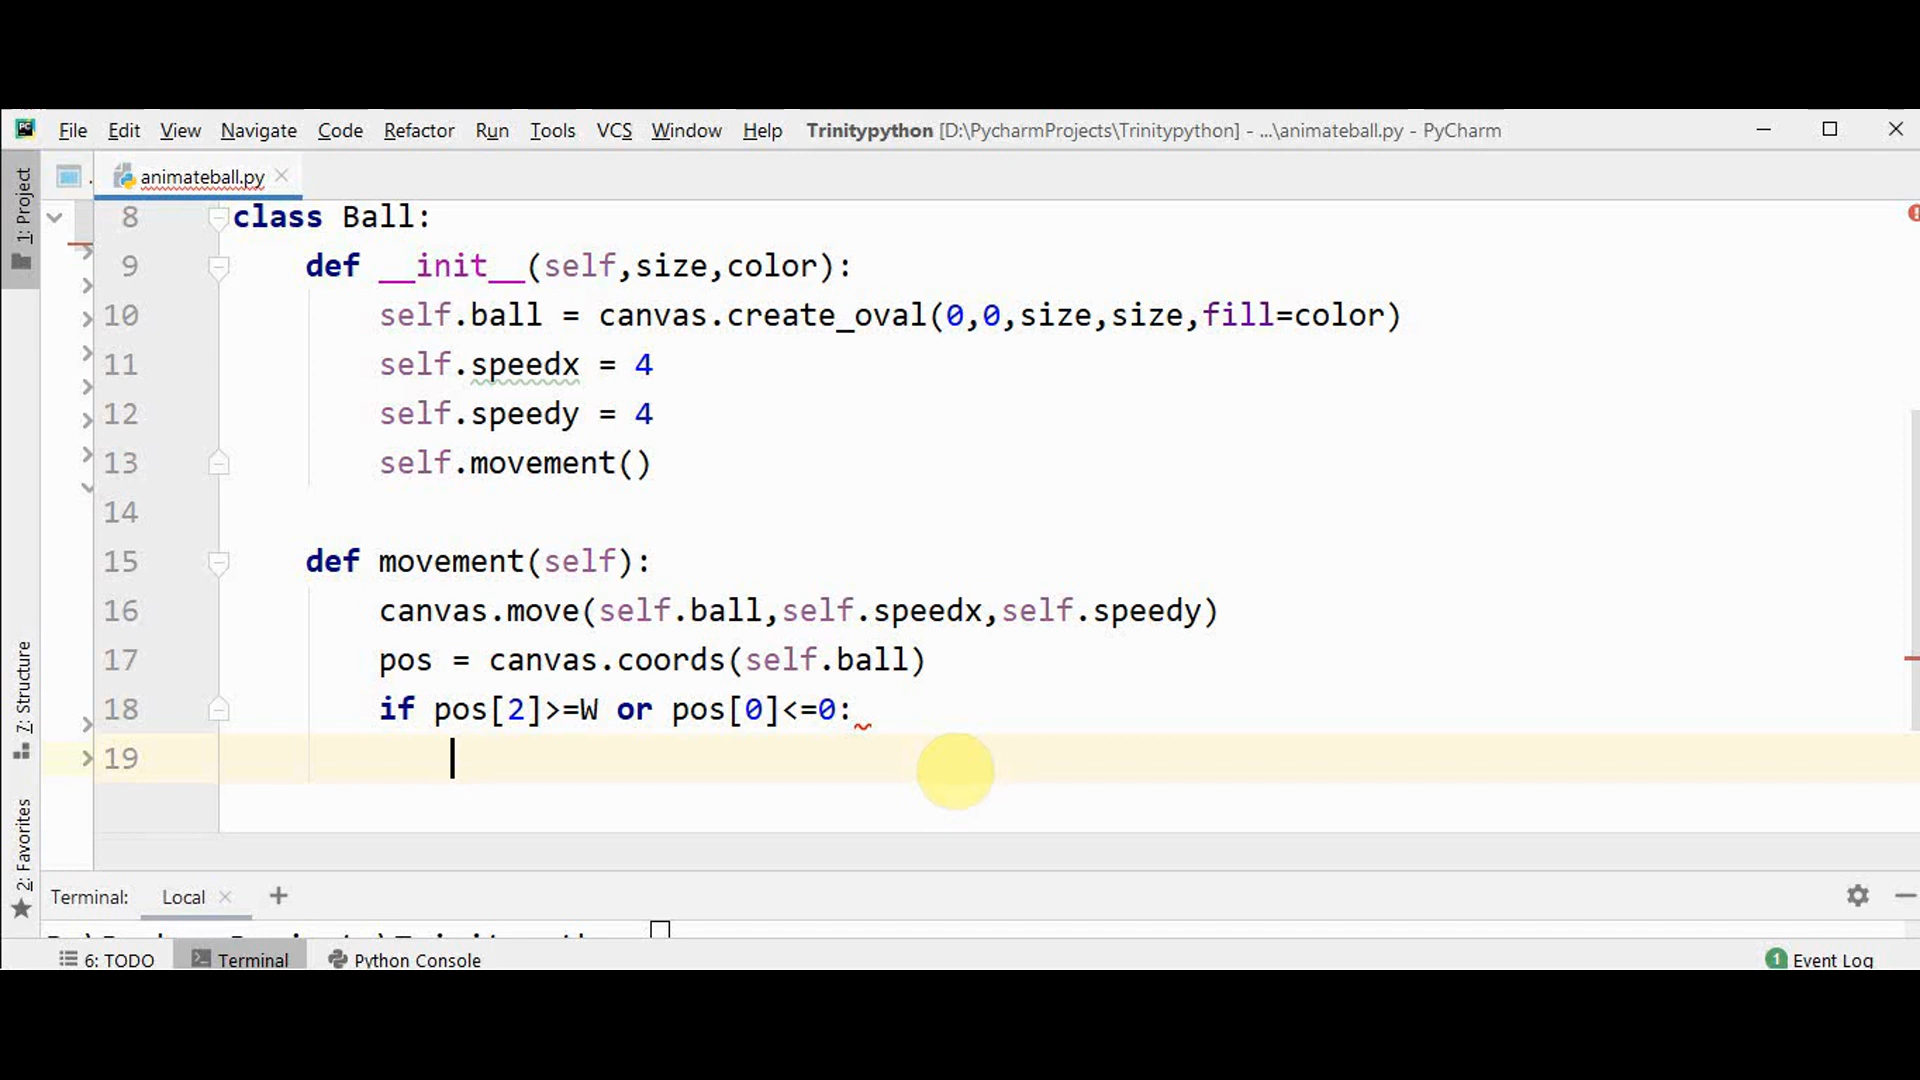 File Edit View Navigate Code Refactor Run Tools VCS Window Help Trinitypython [D:\PycharmProjects\Trinitypython] - ...\animateball.py - PyCharm
1: Project
animateball.py
8 class Ball:
9 def __init__(self,size,color):
10 self.ball = canvas.create_oval(0,0,size,size,fill=color)
11 self.speedx = 4
12 self.speedy = 4
13 self.movement()
14
15 def movement(self):
16 canvas.move(self.ball,self.speedx,self.speedy)
17 pos = canvas.coords(self.ball)
18 if pos[2]>=W or pos[0]<=0:
19
7: Structure
2: Favorites
Terminal: Local
6: TODO Terminal Python Console 1 Event Log